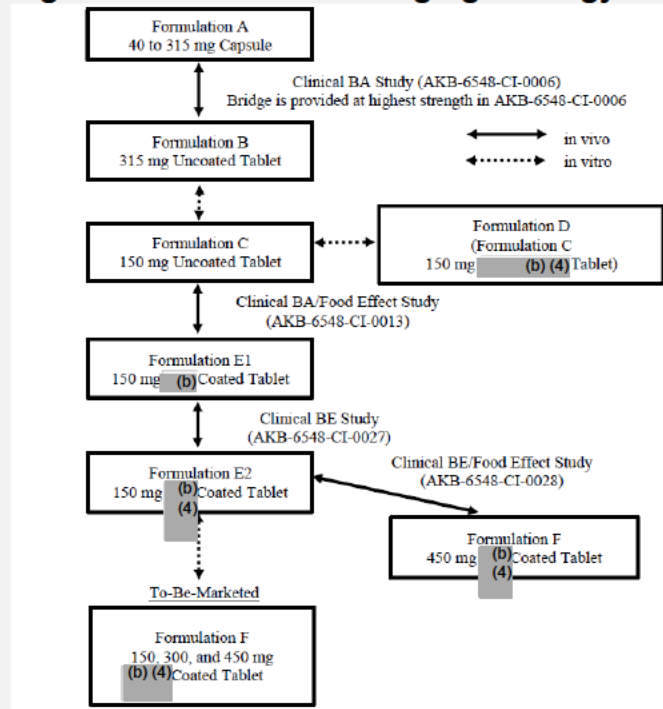 Formulation A
40 to 315 mg Capsule
Clinical BA Study (AKB-6548-CI-0006)
Bridge is provided at highest strength in AKB-6548-CI-0006
in vivo
in vitro
Formulation B
315 mg Uncoated Tablet
Formulation C
150 mg Uncoated Tablet
Formulation D
(Formulation C
150 mg (b) (4) Tablet)
Clinical BA/Food Effect Study
(AKB-6548-CI-0013)
Formulation E1
150 mg (b) Coated Tablet
Clinical BE Study
(AKB-6548-CI-0027)
Formulation E2
150 mg (b) Coated Tablet
(4)
Clinical BE/Food Effect Study
(AKB-6548-CI-0028)
Formulation F
450 mg (b) Coated Tablet
(4)
To-Be-Marketed
Formulation F
150, 300, and 450 mg
(b) (4) Coated Tablet